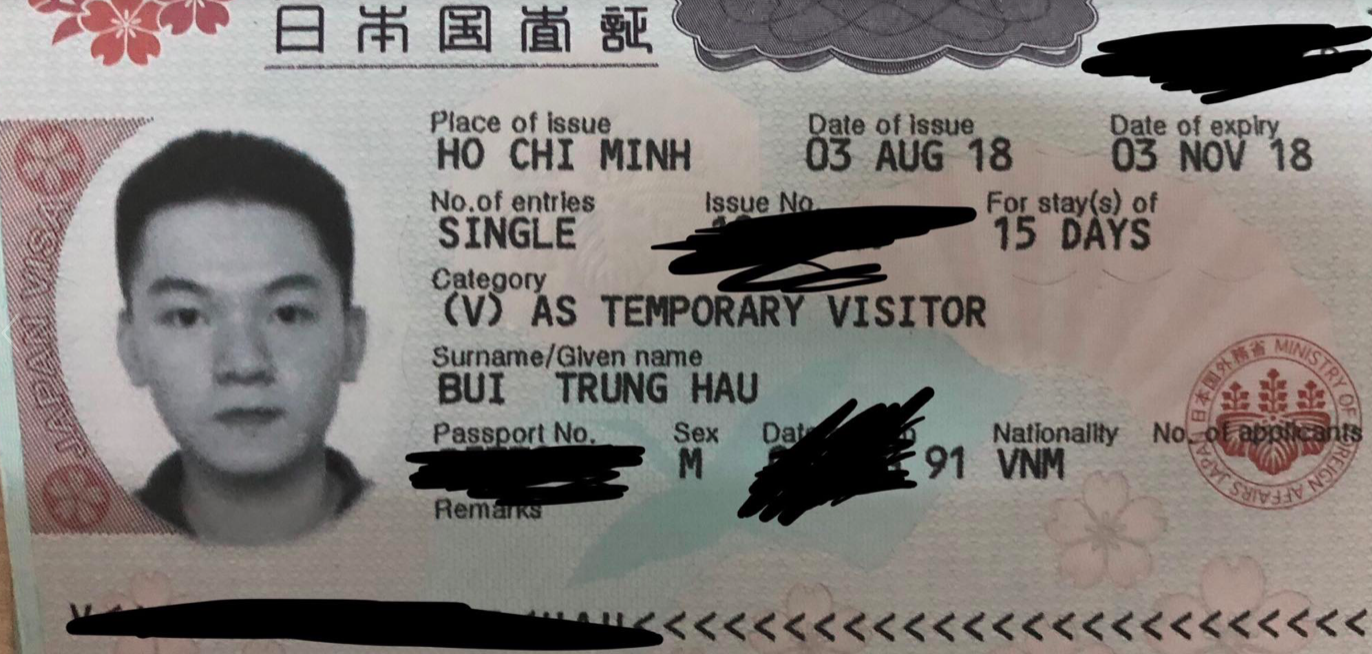 日本国査証
Place of issue Date of issue Date of expiry
HO CHI MINH 03 AUG 18 03 NOV 18
No.of entries Issue No. For stay(s) of
SINGLE 15 DAYS
Category
(V) AS TEMPORARY VISITOR
Surname/Given name
BUI TRUNG HAU
Passport No. Sex Nationality No. of applicants
M 91 VNM
Remarks
<<<<<<<<<<<<<<<<<<<<<<<<
JAPAN VISA
日本国外務省 MINISTRY OF FOREIGN AFFAIRS JAPAN